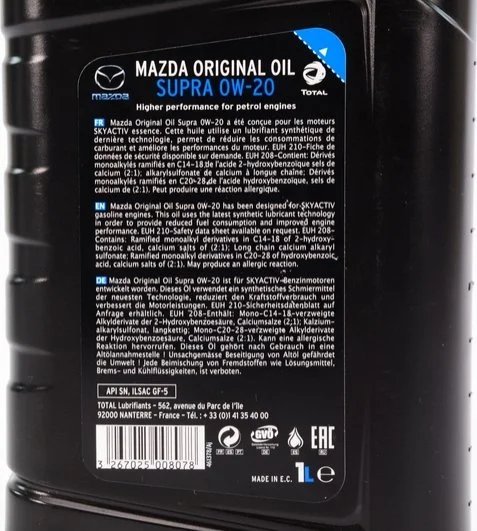 MAZDA ORIGINAL OIL
SUPRA 0W-20
mazda
TOTAL
Higher performance for petrol engines
FR Mazda Original Oil Supra 0W-20 a été conçue pour les moteurs
SKYACTIV essence. Cette huile utilise un lubrifiant synthétique de
dernière technologie, permet de réduire les consommations de
carburant et améliore les performances du moteur. EUH 210-Fiche de
données de sécurité disponible sur demande. EUH 208-Contient: Dérivés
monoalkylés ramifiés en C14-18 de l'acide 2-hydroxybenzoïque sels de
calcium (2:1); alkarylsulfonate de calcium à longue chaîne; Dérivés
monoalkylés ramifiés en C20-28 de l'acide hydroxybenzoïque, sels de
calcium (2:1). Peut produire une réaction allergique.
EN Mazda Original Oil Supra 0W-20 has been designed for SKYACTIV
gasoline engines. This oil uses the latest synthetic lubricant technology
in order to provide reduced fuel consumption and improved engine
performance. EUH 210-Safety data sheet available on request. EUH 208-
Contains: Ramified monoalkyl derivatives in C14-18 of 2-hydroxy-
benzoic acid, calcium salts of (2:1); Long chain calcium alkaryl
sulfonate; Ramified monoalkyl derivatives in C20-28 of hydroxybenzoic
acid, calcium salts of (2:1). May produce an allergic reaction.
DE Mazda Original Oil Supra 0W-20 ist für SKYACTIV-Benzinmotoren
entwickelt worden. Dieses Öl verwendet ein synthetisches Schmiermittel
der neuesten Technologie, reduziert den Kraftstoffverbrauch und
verbessert die Motorleistungen. EUH 210-Sicherheitsdatenblatt auf
Anfrage erhältlich. EUH 208-Enthält: Mono-C14-18-verzweigte
Alkylderivate der 2-Hydroxybenzoesäure, Calciumsalze (2:1); Kalzium-
alkarylsulfonat, langkettig; Mono-C20-28-verzweigte Alkylderivate
der Hydroxybenzoesäure, Calciumsalze (2:1). Kann eine allergische
Reaktion hervorrufen. Dieses Öl gehört nach Gebrauch in eine
Altölannahmestelle ! Unsachgemässe Beseitigung von Altöl gefährdet
die Umwelt ! Jede Beimischung von Fremdstoffen wie Lösungsmittel,
Brems- und Kühlflüssigkeiten, ist verboten.
API SN, ILSAC GF-5
TOTAL Lubrifiants - 562, avenue du Parc de l'île
92000 NANTERRE - France - Tél. : + 33 (0)1 41 35 40 00
3 267025 008078
GVÖ
EAC
MADE IN E.C.
1L e